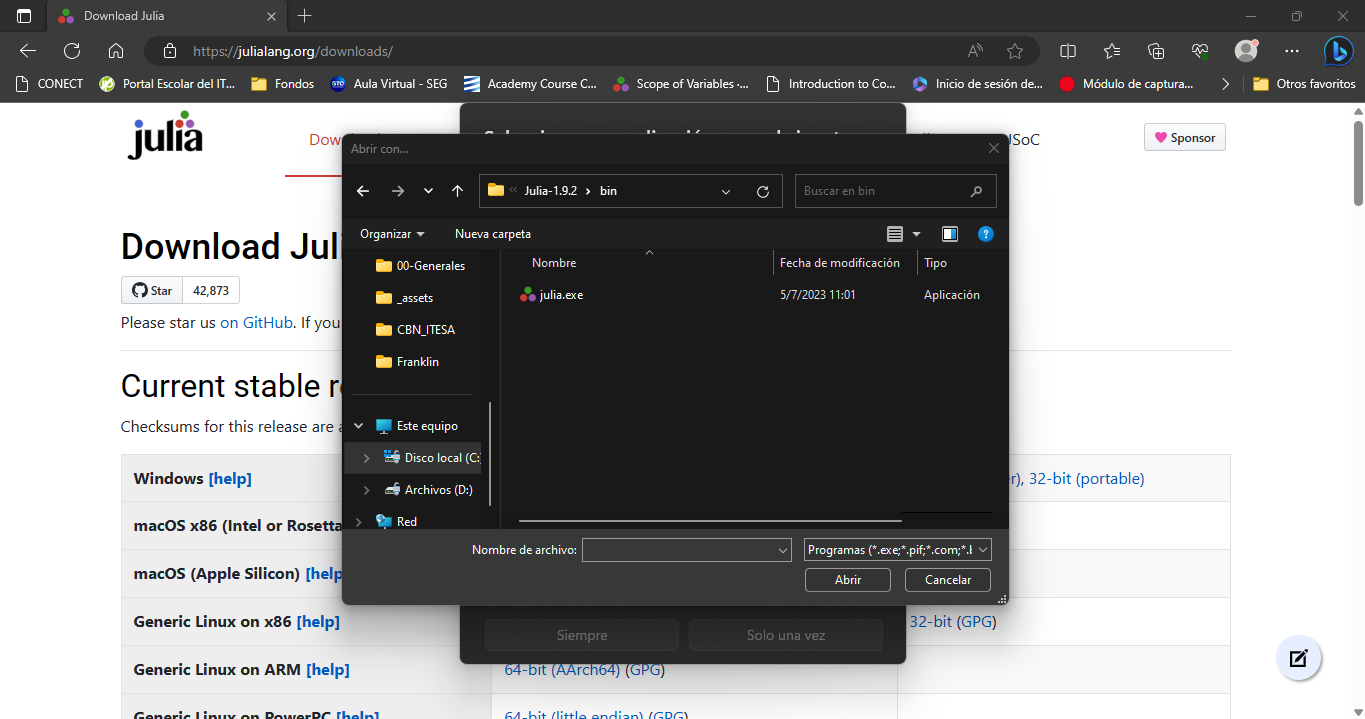 Download Julia
https://julialang.org/downloads/
CONECT
Portal Escolar del IT...
Fondos
Aula Virtual - SEG
Academy Course C...
Scope of Variables ·...
Introduction to Co...
Inicio de sesión de...
Módulo de captura...
Otros favoritos
julia
JSoC
Sponsor
Abrir con...
Julia-1.9.2 > bin
Buscar en bin
Organizar
Nueva carpeta
Nombre
Fecha de modificación
Tipo
00-Generales
julia.exe
5/7/2023 11:01
Aplicación
_assets
CBN_ITESA
Franklin
Este equipo
Disco local (C:
Archivos (D:)
Red
Nombre de archivo:
Programas (*.exe;*.pif;*.com;*.
Abrir
Cancelar
Siempre
Solo una vez
Download Juli
Star
42,873
Please star us on GitHub. If you
Current stable r
Checksums for this release are
Windows [help]
32-bit (portable)
macOS x86 (Intel or Rosetta
macOS (Apple Silicon) [help
Generic Linux on x86 [help]
32-bit (GPG)
Generic Linux on ARM [help]
64-bit (AArch64) (GPG)
Generic Linux on PowerPC [help]
64-bit (little endian) (GPG)